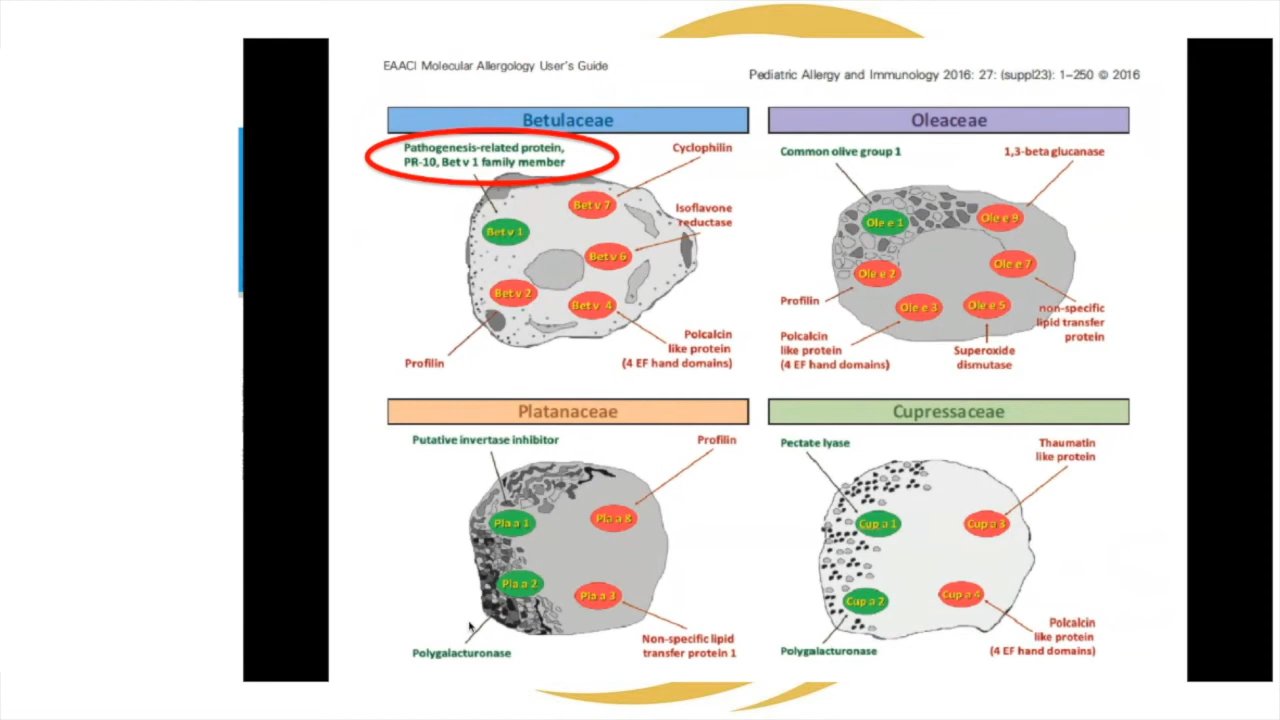 EAACI Molecular Allergology User's Guide
Pediatric Allergy and Immunology 2016: 27: (suppl23): 1–250 © 2016
Betulaceae
Pathogenesis-related protein,
PR-10, Bet v 1 family member
Cyclophilin
Bet v 7
Isoflavone
reductase
Bet v 1
Bet v 6
Bet v 2
Bet v 4
Profilin
Polcalcin
like protein
(4 EF hand domains)
Oleaceae
Common olive group 1
1,3-beta glucanase
Ole e 1
Ole e 9
Ole e 2
Ole e 7
Profilin
Ole e 3
Ole e 5
non-specific
lipid transfer
protein
Polcalcin
like protein
(4 EF hand domains)
Superoxide
dismutase
Platanaceae
Putative invertase inhibitor
Profilin
Pla a 1
Pla a 8
Pla a 2
Pla a 3
Polygalacturonase
Non-specific lipid
transfer protein 1
Cupressaceae
Pectate lyase
Thaumatin
like protein
Cup a 1
Cup a 3
Cup a 2
Cup a 4
Polygalacturonase
Polcalcin
like protein
(4 EF hand domains)